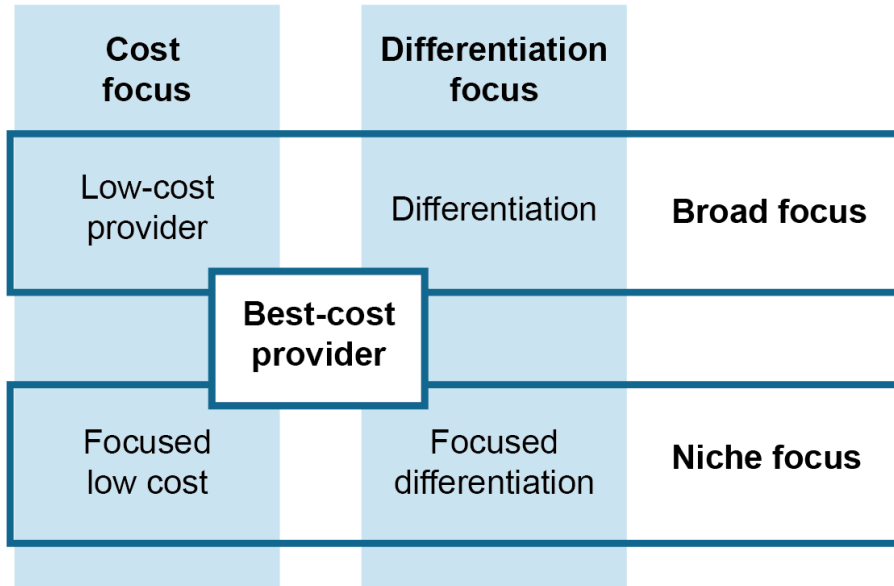 Cost
focus
Differentiation
focus
Low-cost
provider
Differentiation
Broad focus
Best-cost
provider
Focused
low cost
Focused
differentiation
Niche focus